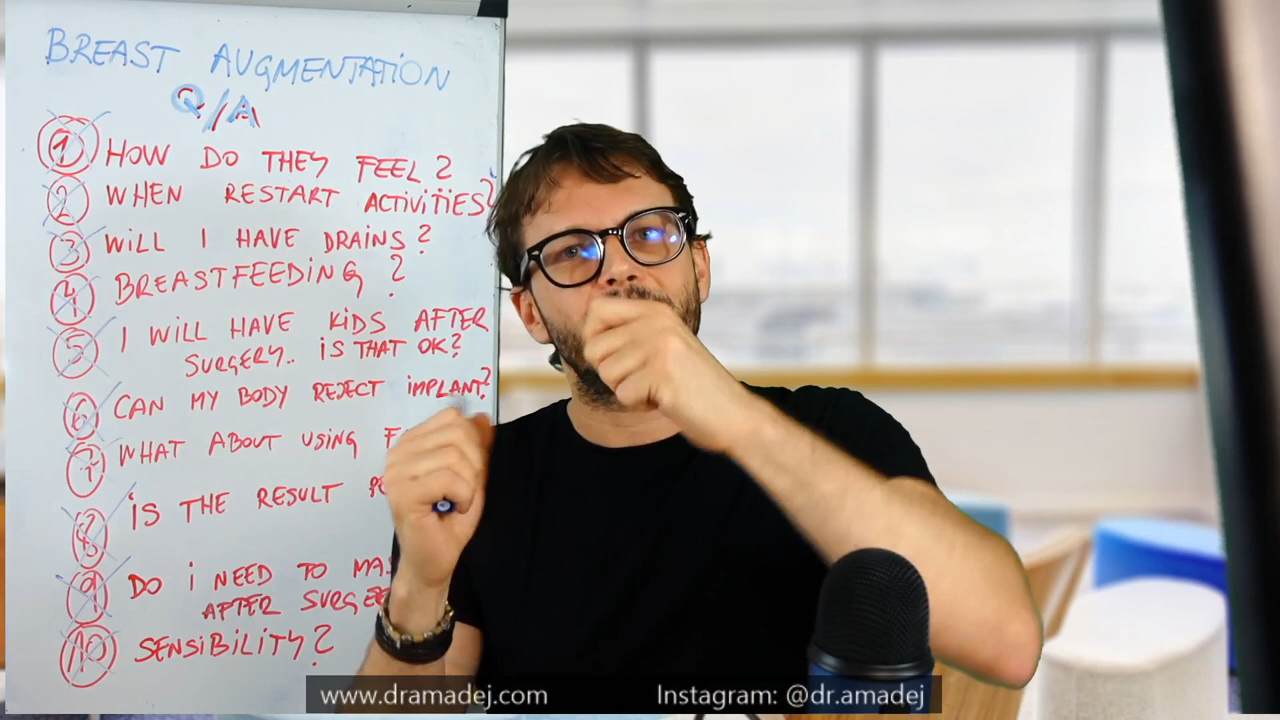 BREAST AUGMENTATION
Q/A
1 HOW DO THEY FEEL?
2 WHEN RESTART ACTIVITIES?
3 WILL I HAVE DRAINS?
4 BREASTFEEDING?
5 I WILL HAVE KIDS AFTER
SURGERY.. IS THAT OK?
6 CAN MY BODY REJECT IMPLANT?
7 WHAT ABOUT USING
8 IS THE RESULT
9 DO I NEED TO
AFTER
10 SENSIBILITY?
www.dramadej.com Instagram: @dr.amadej